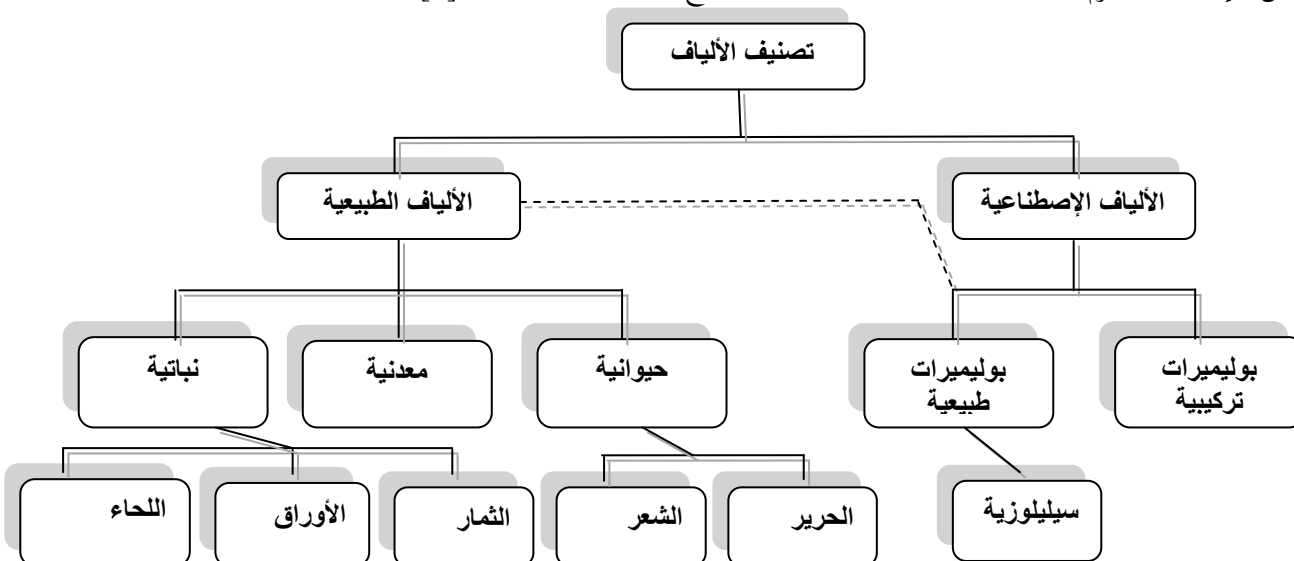 تصنيف الألياف
الألياف الإصطناعية
الألياف الطبيعية
بوليميرات
تركيبية
بوليميرات
طبيعية
حيوانية
معدنية
نباتية
سيليلوزية
الحرير
الشعر
الثمار
الأوراق
اللحاء